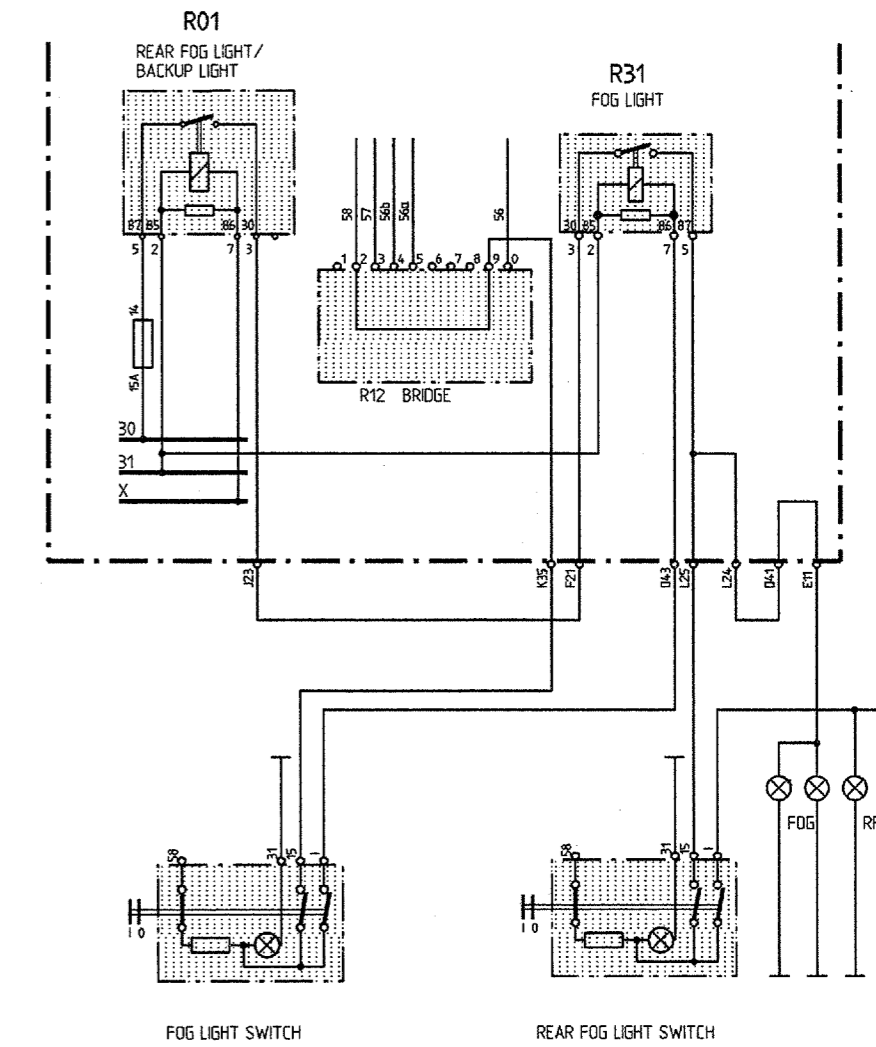 R01
REAR FOG LIGHT/
BACKUP LIGHT
R31
FOG LIGHT
87 85 86 30
5 2 7 3
30 85 86 87
3 2 7 5
58 57 56b 56a 56
1 2 3 4 5 6 7 8 9 0
R12 BRIDGE
14
15A
30
31
X
J23 K35 F21 D43 L25 L24 D41 E11
FOG
58 31 15 I
I 0
58 31 15 I
I 0
FOG LIGHT SWITCH
REAR FOG LIGHT SWITCH